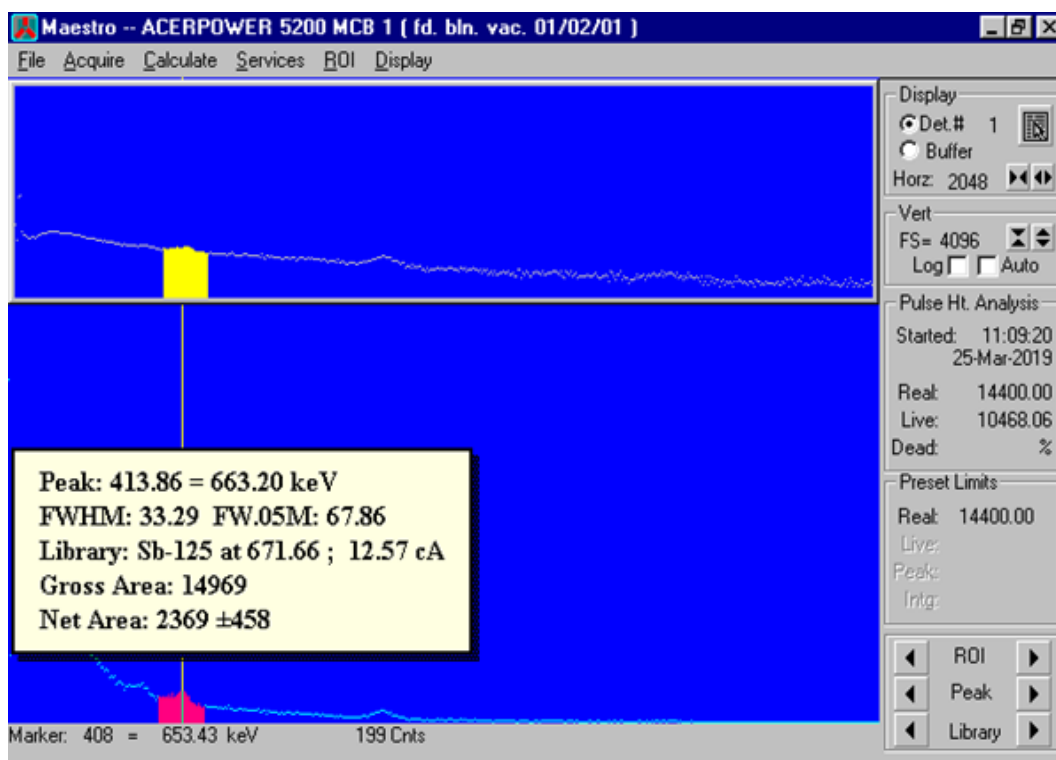 Maestro -- ACERPOWER 5200 MCB 1 ( fd. bln. vac. 01/02/01 )
File Acquire Calculate Services ROI Display
Display
Det.# 1
Buffer
Horz: 2048
Vert
FS= 4096
Log Auto
Pulse Ht. Analysis
Started: 11:09:20
25-Mar-2019
Real: 14400.00
Live: 10468.06
Dead: %
Peak: 413.86 = 663.20 keV
FWHM: 33.29 FW.05M: 67.86
Library: Sb-125 at 671.66 ; 12.57 cA
Gross Area: 14969
Net Area: 2369 ±458
Preset Limits
Real: 14400.00
Live:
Peak:
Intg:
ROI
Peak
Library
Marker: 408 = 653.43 keV 199 Cnts